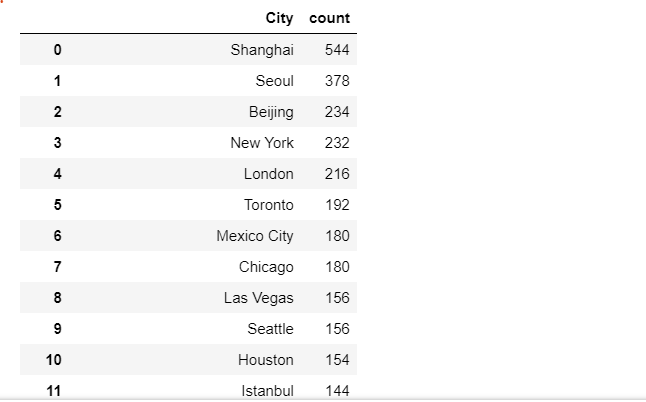 City count
0 Shanghai 544
1 Seoul 378
2 Beijing 234
3 New York 232
4 London 216
5 Toronto 192
6 Mexico City 180
7 Chicago 180
8 Las Vegas 156
9 Seattle 156
10 Houston 154
11 Istanbul 144